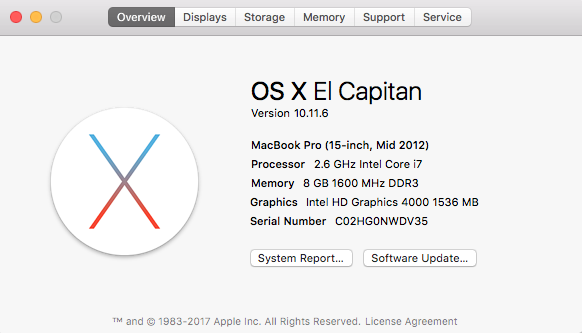 Overview Displays Storage Memory Support Service
OS X El Capitan
Version 10.11.6
MacBook Pro (15-inch, Mid 2012)
Processor 2.6 GHz Intel Core i7
Memory 8 GB 1600 MHz DDR3
Graphics Intel HD Graphics 4000 1536 MB
Serial Number C02HG0NWDV35
System Report... Software Update...
™ and © 1983-2017 Apple Inc. All Rights Reserved. License Agreement